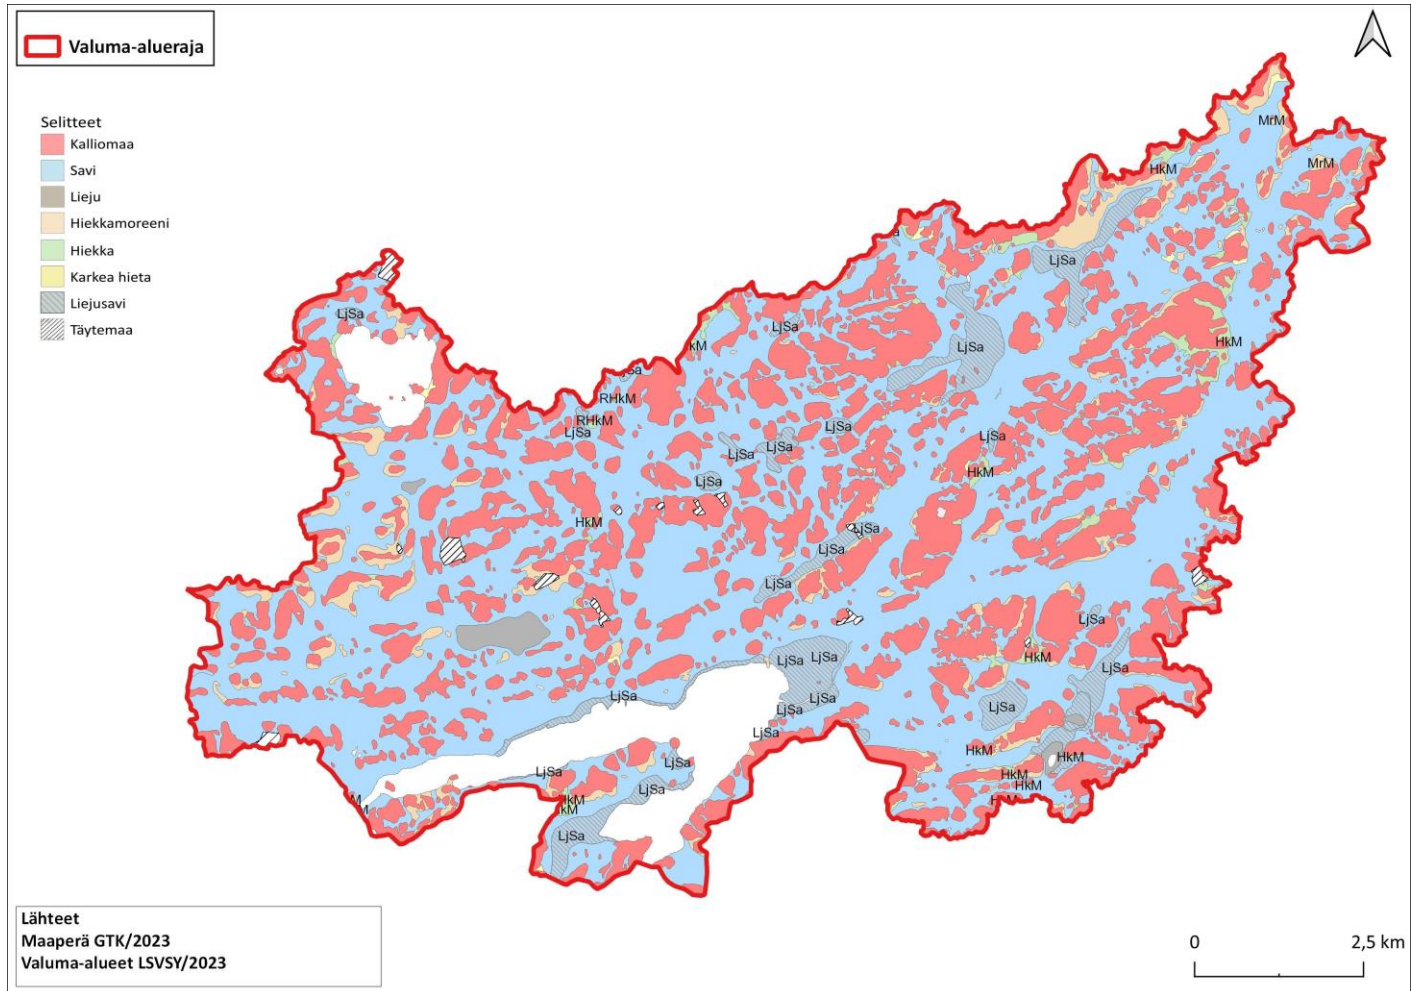 Valuma-alueraja
Selitteet
Kalliomaa
Savi
Lieju
Hiekkamoreeni
Hiekka
Karkea hieta
Liejusavi
Täytemaa
MrM
MrM
HkM
LjSa
LjSa
LjSa
HkM
LjSa
RHkM
RHkM
LjSa
LjSa
LjSa
LjSa
LjSa
HkM
LjSa
HkM
LjSa
LjSa
LjSa
LjSa
HkM
LjSa
LjSa
LjSa
LjSa
LjSa
LjSa
LjSa
LjSa
HkM
HkM
LjSa
LjSa
HkM
HkM
LjSa
LjSa
Lähteet
Maaperä GTK/2023
Valuma-alueet LSVSY/2023
0 2,5 km